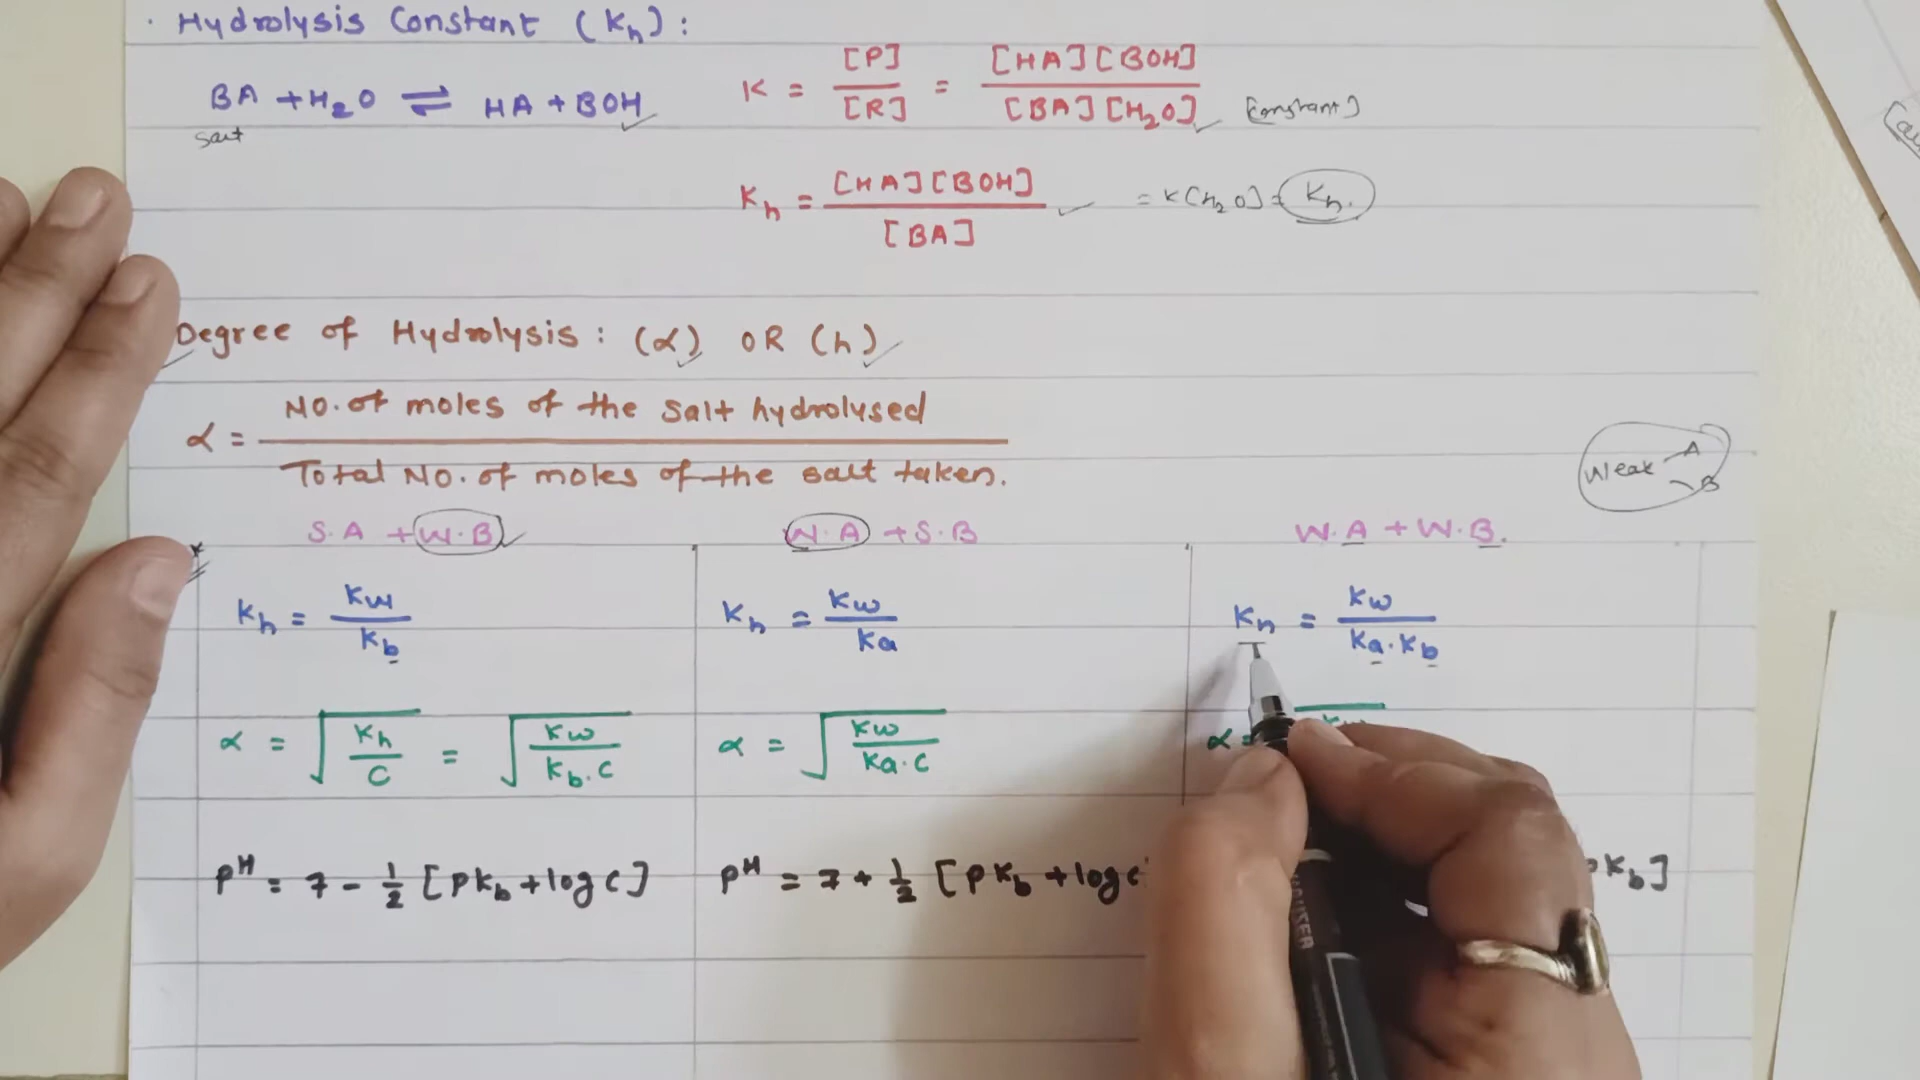 · Hydrolysis Constant (Kh):
BA + H2O ⇌ HA + BOH
salt
K = [P] / [R] = [HA][BOH] / [BA][H2O] [constant]
Kh = [HA][BOH] / [BA] = K[H2O] = Kh.
Degree of Hydrolysis: (α) OR (h)
α = No. of moles of the salt hydrolysed / Total No. of moles of the salt taken.
Weak A B
S.A + W.B W.A + S.B W.A + W.B.
Kh = Kw / Kb Kh = Kw / Ka Kh = Kw / Ka.Kb
α = √(Kh / C) = √(Kw / Kb.C) α = √(Kw / Ka.C) α =
pH = 7 - 1/2 [PKb + log c] pH = 7 + 1/2 [PKb + log c Kb]